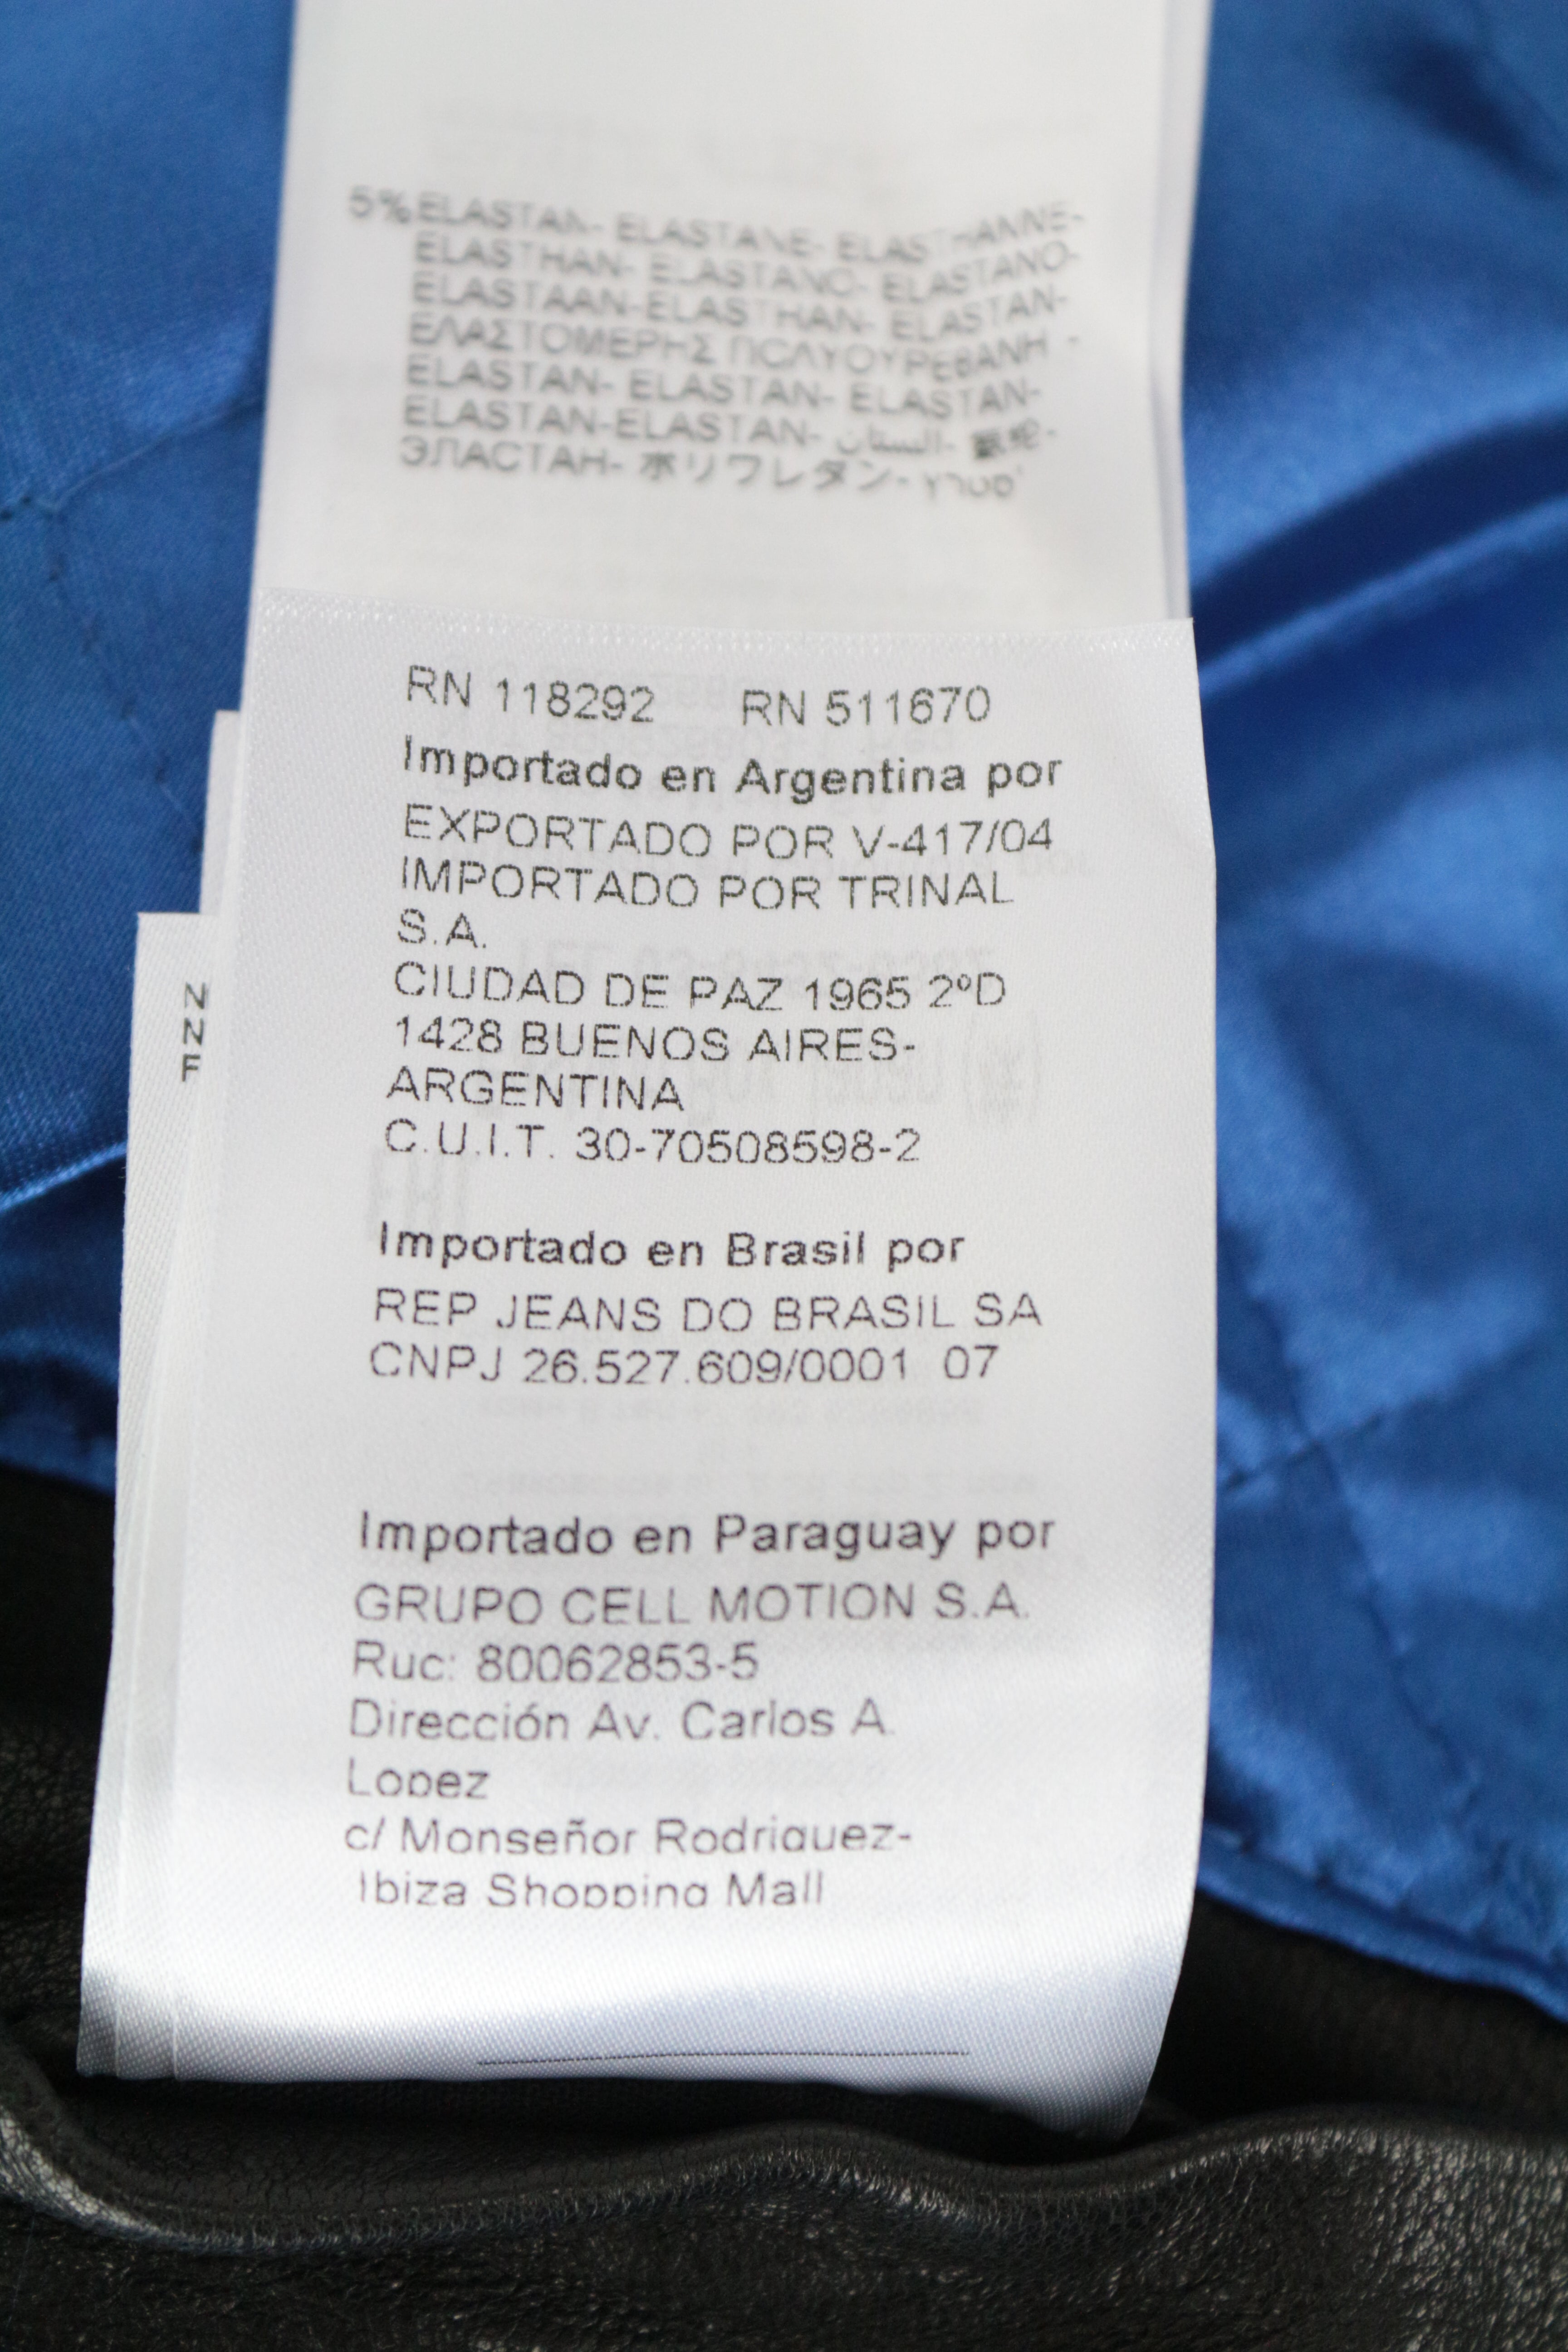 5% ELASTAN- ELASTANE- ELASTHANNE-
ELASTHAN- ELASTANO- ELASTANO-
ELASTAAN-ELASTHAN- ELASTAN-
ΕΛΑΣΤΟΜΕΡΗΣ ΠΟΛΥΟΥΡΕΘΑΝΗ -
ELASTAN- ELASTAN- ELASTAN-
ELASTAN-ELASTAN- الستان-
ЭЛАСТАН- ポリウレタン-
RN 118292 RN 511670
Importado en Argentina por
EXPORTADO POR V-417/04
IMPORTADO POR TRINAL
S.A.
CIUDAD DE PAZ 1965 2ºD
1428 BUENOS AIRES-
ARGENTINA
C.U.I.T. 30-70508598-2
Importado en Brasil por
REP JEANS DO BRASIL SA
CNPJ 26.527.609/0001 07
Importado en Paraguay por
GRUPO CELL MOTION S.A.
Ruc: 80062853-5
Dirección Av. Carlos A.
Lopez
c/ Monseñor Rodriguez-
Ibiza Shopping Mall
N
N
F